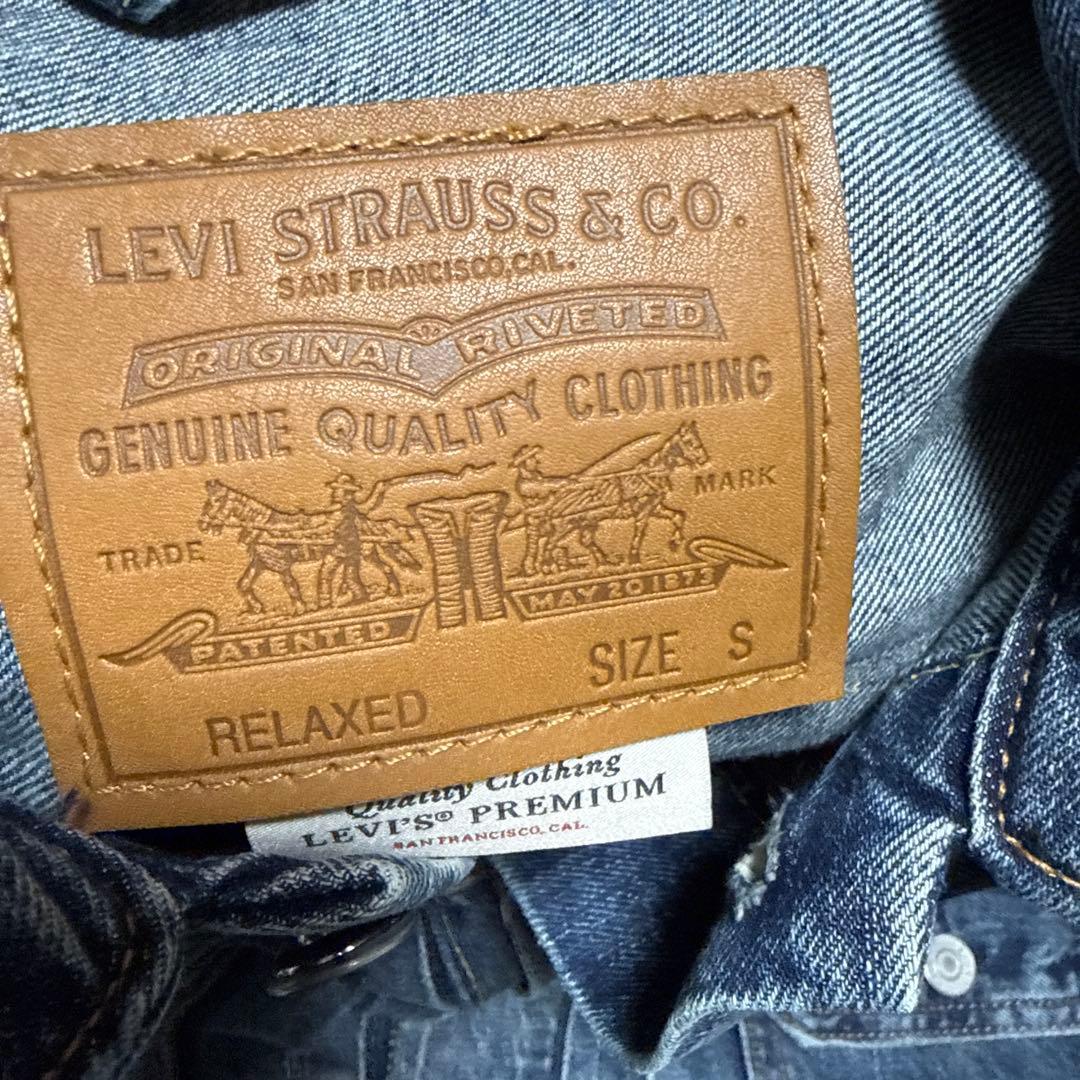 LEVI STRAUSS & CO.
SAN FRANCISCO, CAL.
ORIGINAL RIVETED
GENUINE QUALITY CLOTHING
TRADE MARK
PATENTED MAY 20 1873
SIZE S
RELAXED
Quality Clothing
LEVI'S® PREMIUM
SAN FRANCISCO, CAL.